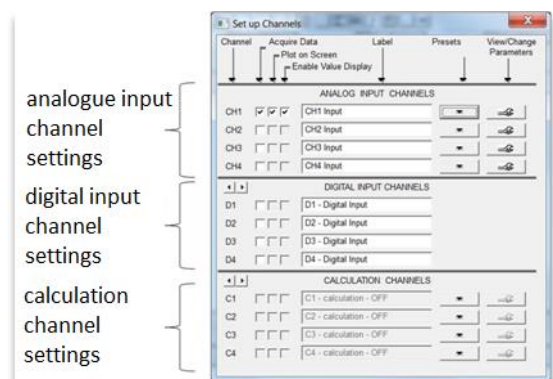 Set up Channels
Channel Acquire Data Label Presets View/Change
Plot on Screen Parameters
Enable Value Display
analogue input
channel
settings
ANALOG INPUT CHANNELS
CH1 CH1 Input
CH2 CH2 Input
CH3 CH3 Input
CH4 CH4 Input
digital input
channel
settings
DIGITAL INPUT CHANNELS
D1 D1 - Digital Input
D2 D2 - Digital Input
D3 D3 - Digital Input
D4 D4 - Digital Input
calculation
channel
settings
CALCULATION CHANNELS
C1 C1 - calculation - OFF
C2 C2 - calculation - OFF
C3 C3 - calculation - OFF
C4 C4 - calculation - OFF